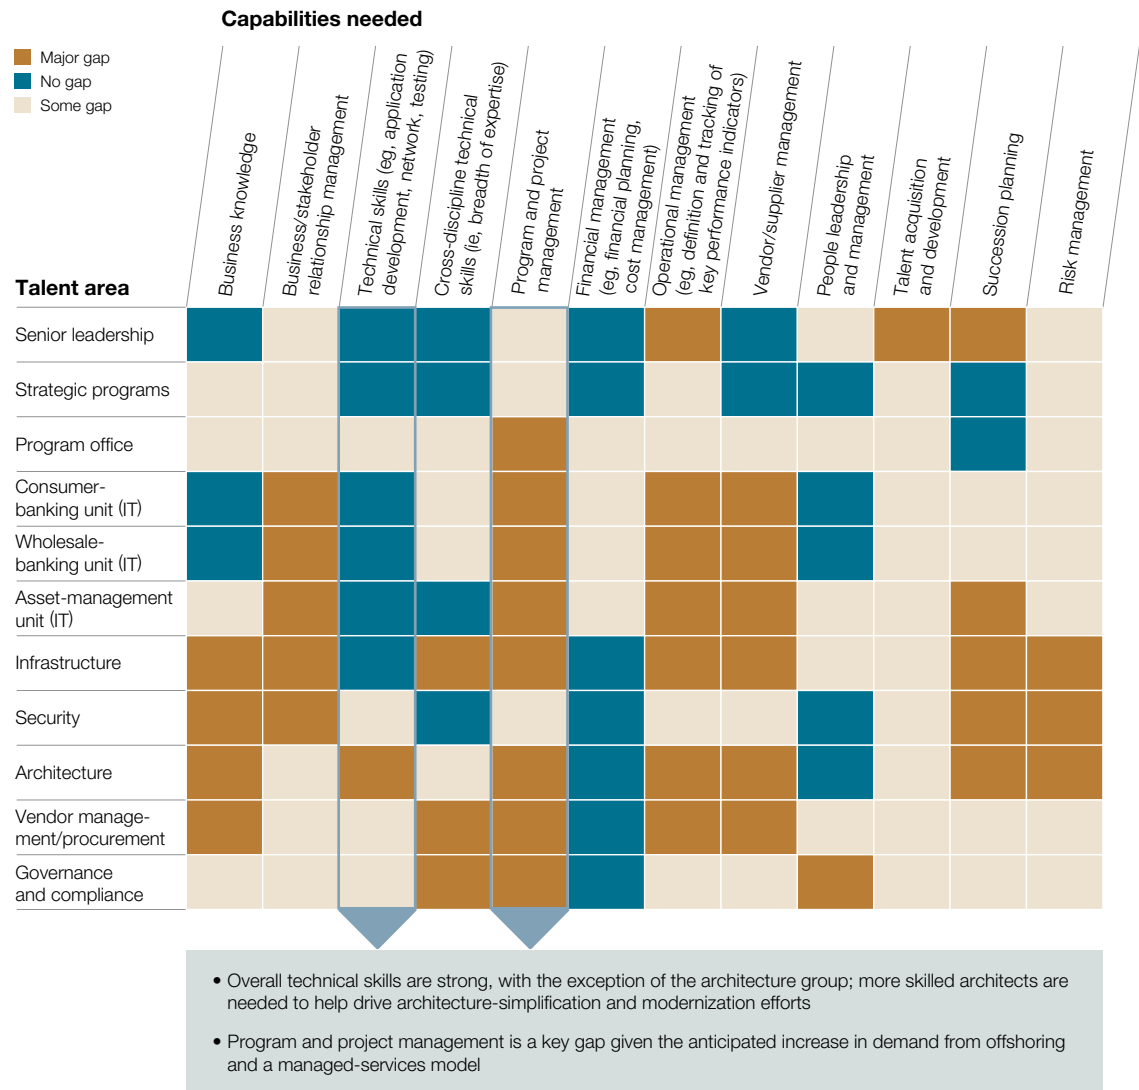 Capabilities needed
Major gap
No gap
Some gap
Business knowledge
Business/stakeholder
relationship management
Technical skills (eg, application
development, network, testing)
Cross-discipline technical
skills (ie, breadth of expertise)
Program and project
management
Financial management
(eg, financial planning,
cost management)
Operational management
(eg, definition and tracking of
key performance indicators)
Vendor/supplier management
People leadership
and management
Talent acquisition
and development
Succession planning
Risk management
Talent area
Senior leadership
Strategic programs
Program office
Consumer-
banking unit (IT)
Wholesale-
banking unit (IT)
Asset-management
unit (IT)
Infrastructure
Security
Architecture
Vendor manage-
ment/procurement
Governance
and compliance
• Overall technical skills are strong, with the exception of the architecture group; more skilled architects are
needed to help drive architecture-simplification and modernization efforts
• Program and project management is a key gap given the anticipated increase in demand from offshoring
and a managed-services model